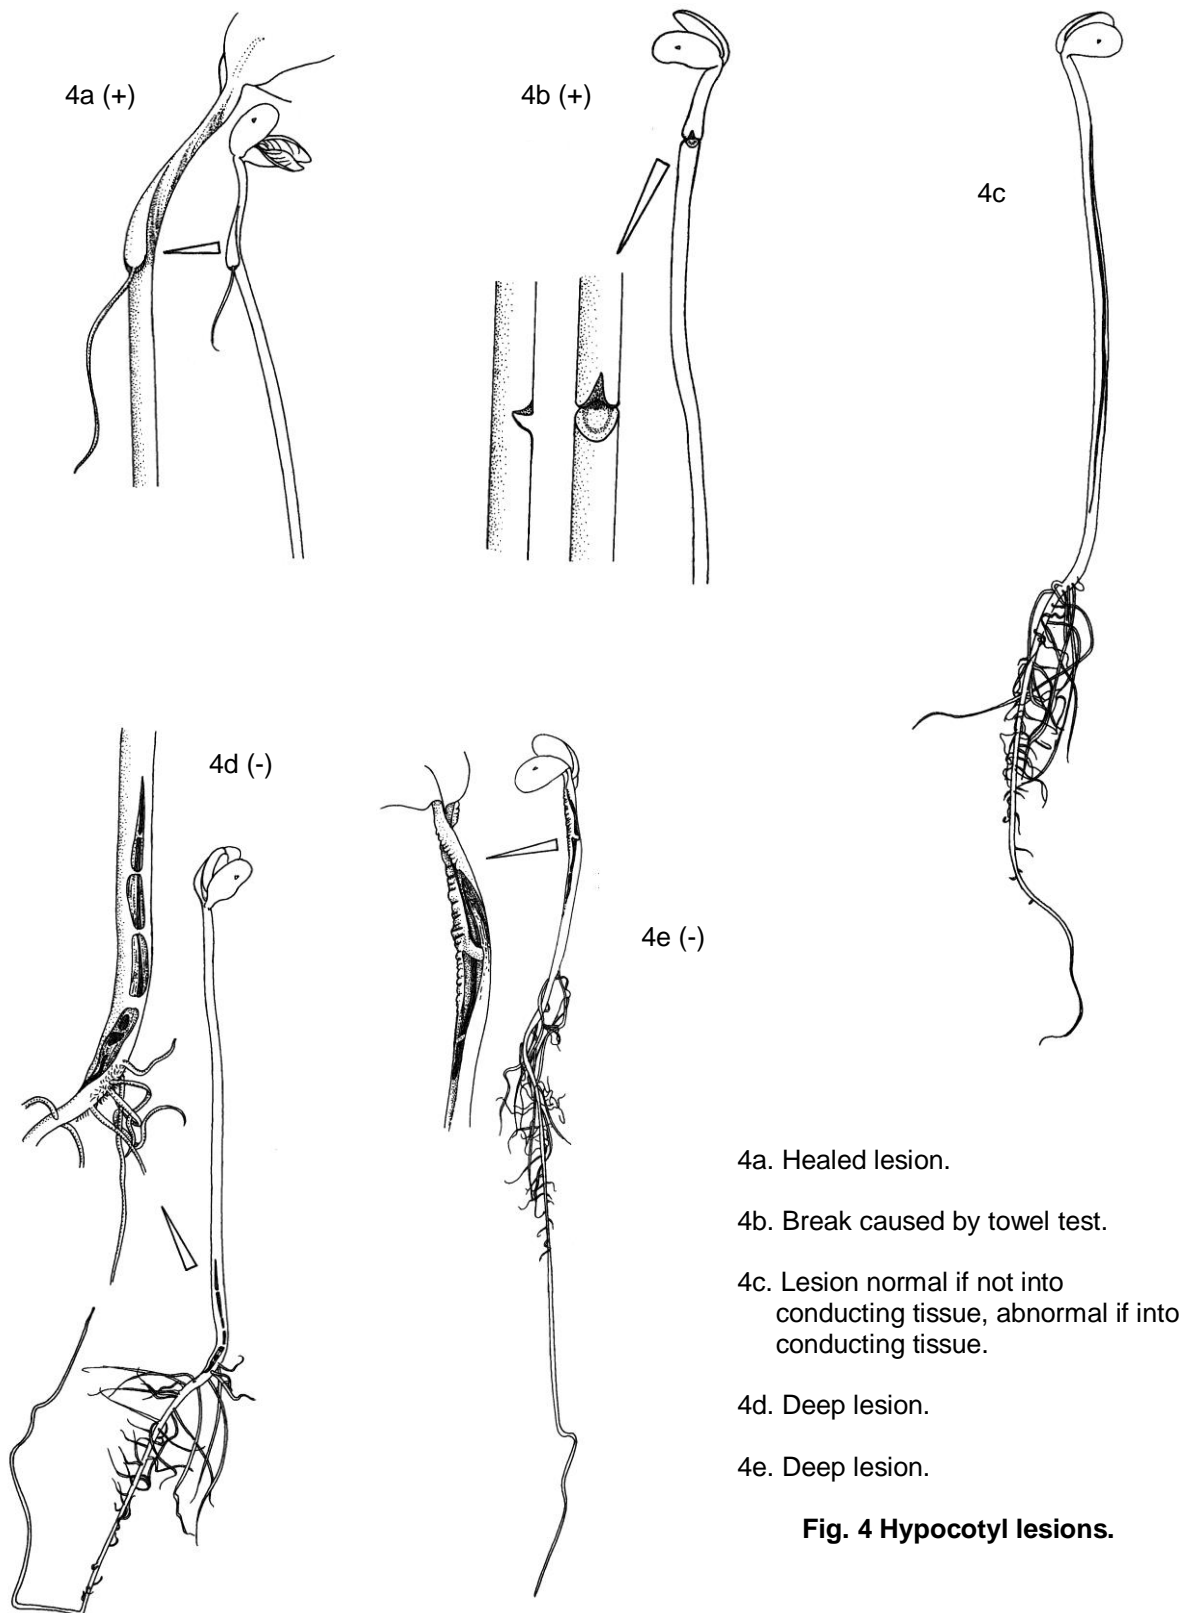 4a (+)
4b (+)
4c
4d (-)
4e (-)
4a. Healed lesion.
4b. Break caused by towel test.
4c. Lesion normal if not into
conducting tissue, abnormal if into
conducting tissue.
4d. Deep lesion.
4e. Deep lesion.
Fig. 4 Hypocotyl lesions.